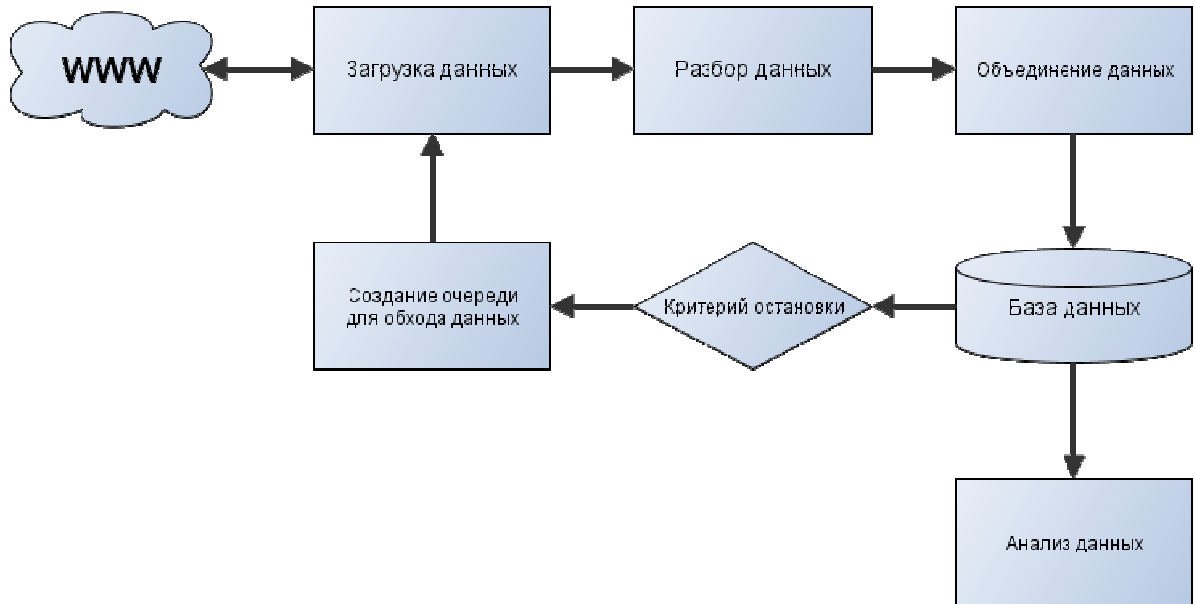 WWW
Загрузка данных
Разбор данных
Объединение данных
Создание очереди
для обхода данных
Критерий остановки
База данных
Анализ данных